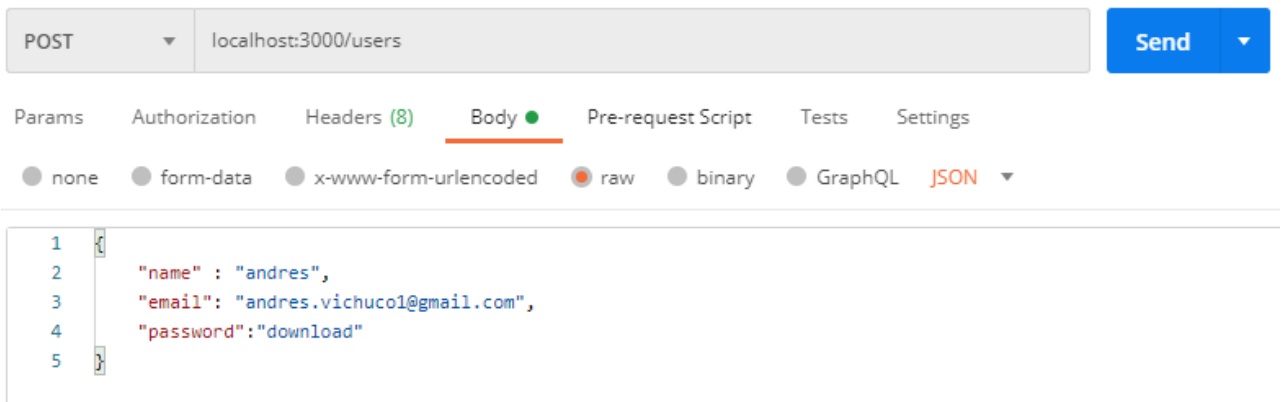 POST localhost:3000/users Send
Params Authorization Headers (8) Body Pre-request Script Tests Settings
none form-data x-www-form-urlencoded raw binary GraphQL JSON
1 {
2 "name" : "andres",
3 "email": "andres.vichuco1@gmail.com",
4 "password":"download"
5 }